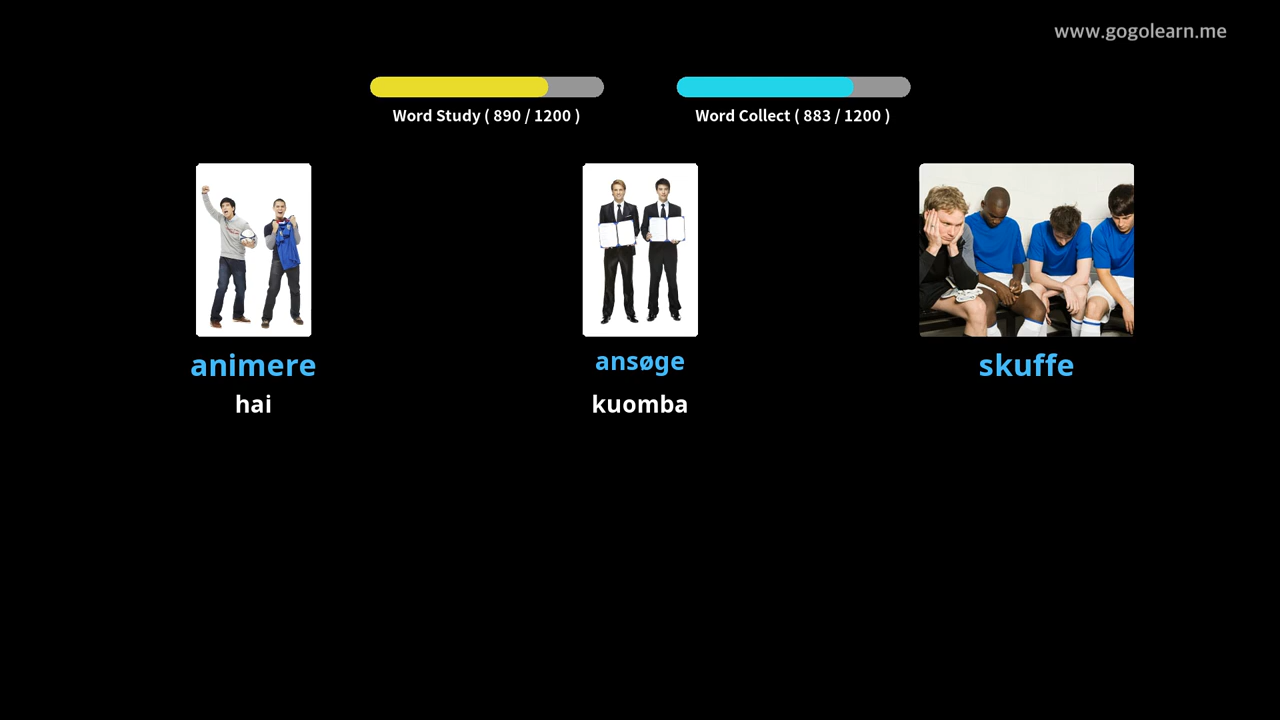 www.gogolearn.me
Word Study ( 890 / 1200 )
Word Collect ( 883 / 1200 )
animere
ansøge
skuffe
hai
kuomba